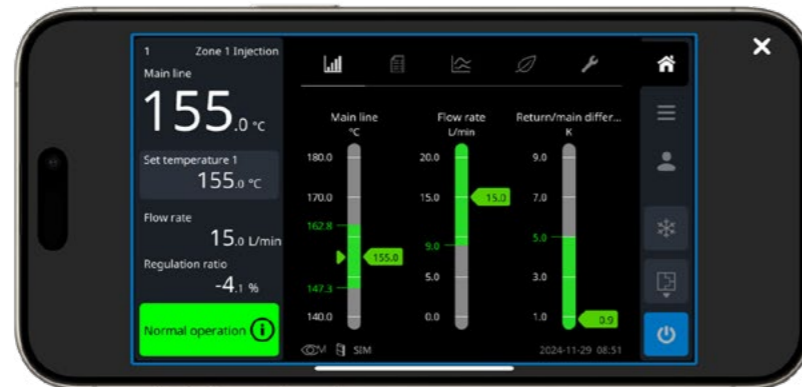 1 Zone 1 Injection
Main line
155.0 °C
Set temperature 1
155.0 °C
Flow rate
15.0 L/min
Regulation ratio
-4.1 %
Normal operation
Main line
°C
180.0
170.0
162.8
155.0
147.3
140.0
Flow rate
L/min
20.0
15.0
15.0
9.0
5.0
0.0
Return/main differ...
K
9.0
7.0
5.0
3.0
1.0
0.9
M SIM
2024-11-29 08:51